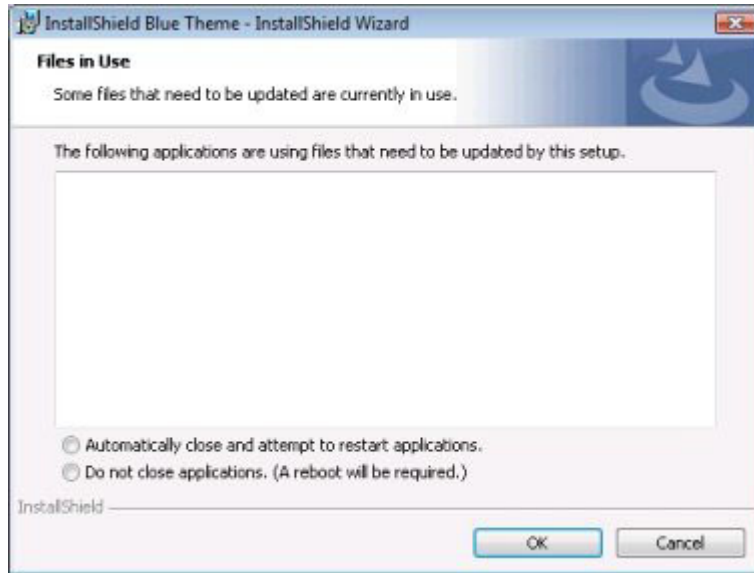 InstallShield Blue Theme - InstallShield Wizard
Files in Use
Some files that need to be updated are currently in use.
The following applications are using files that need to be updated by this setup.
Automatically close and attempt to restart applications.
Do not close applications. (A reboot will be required.)
InstallShield
OK
Cancel